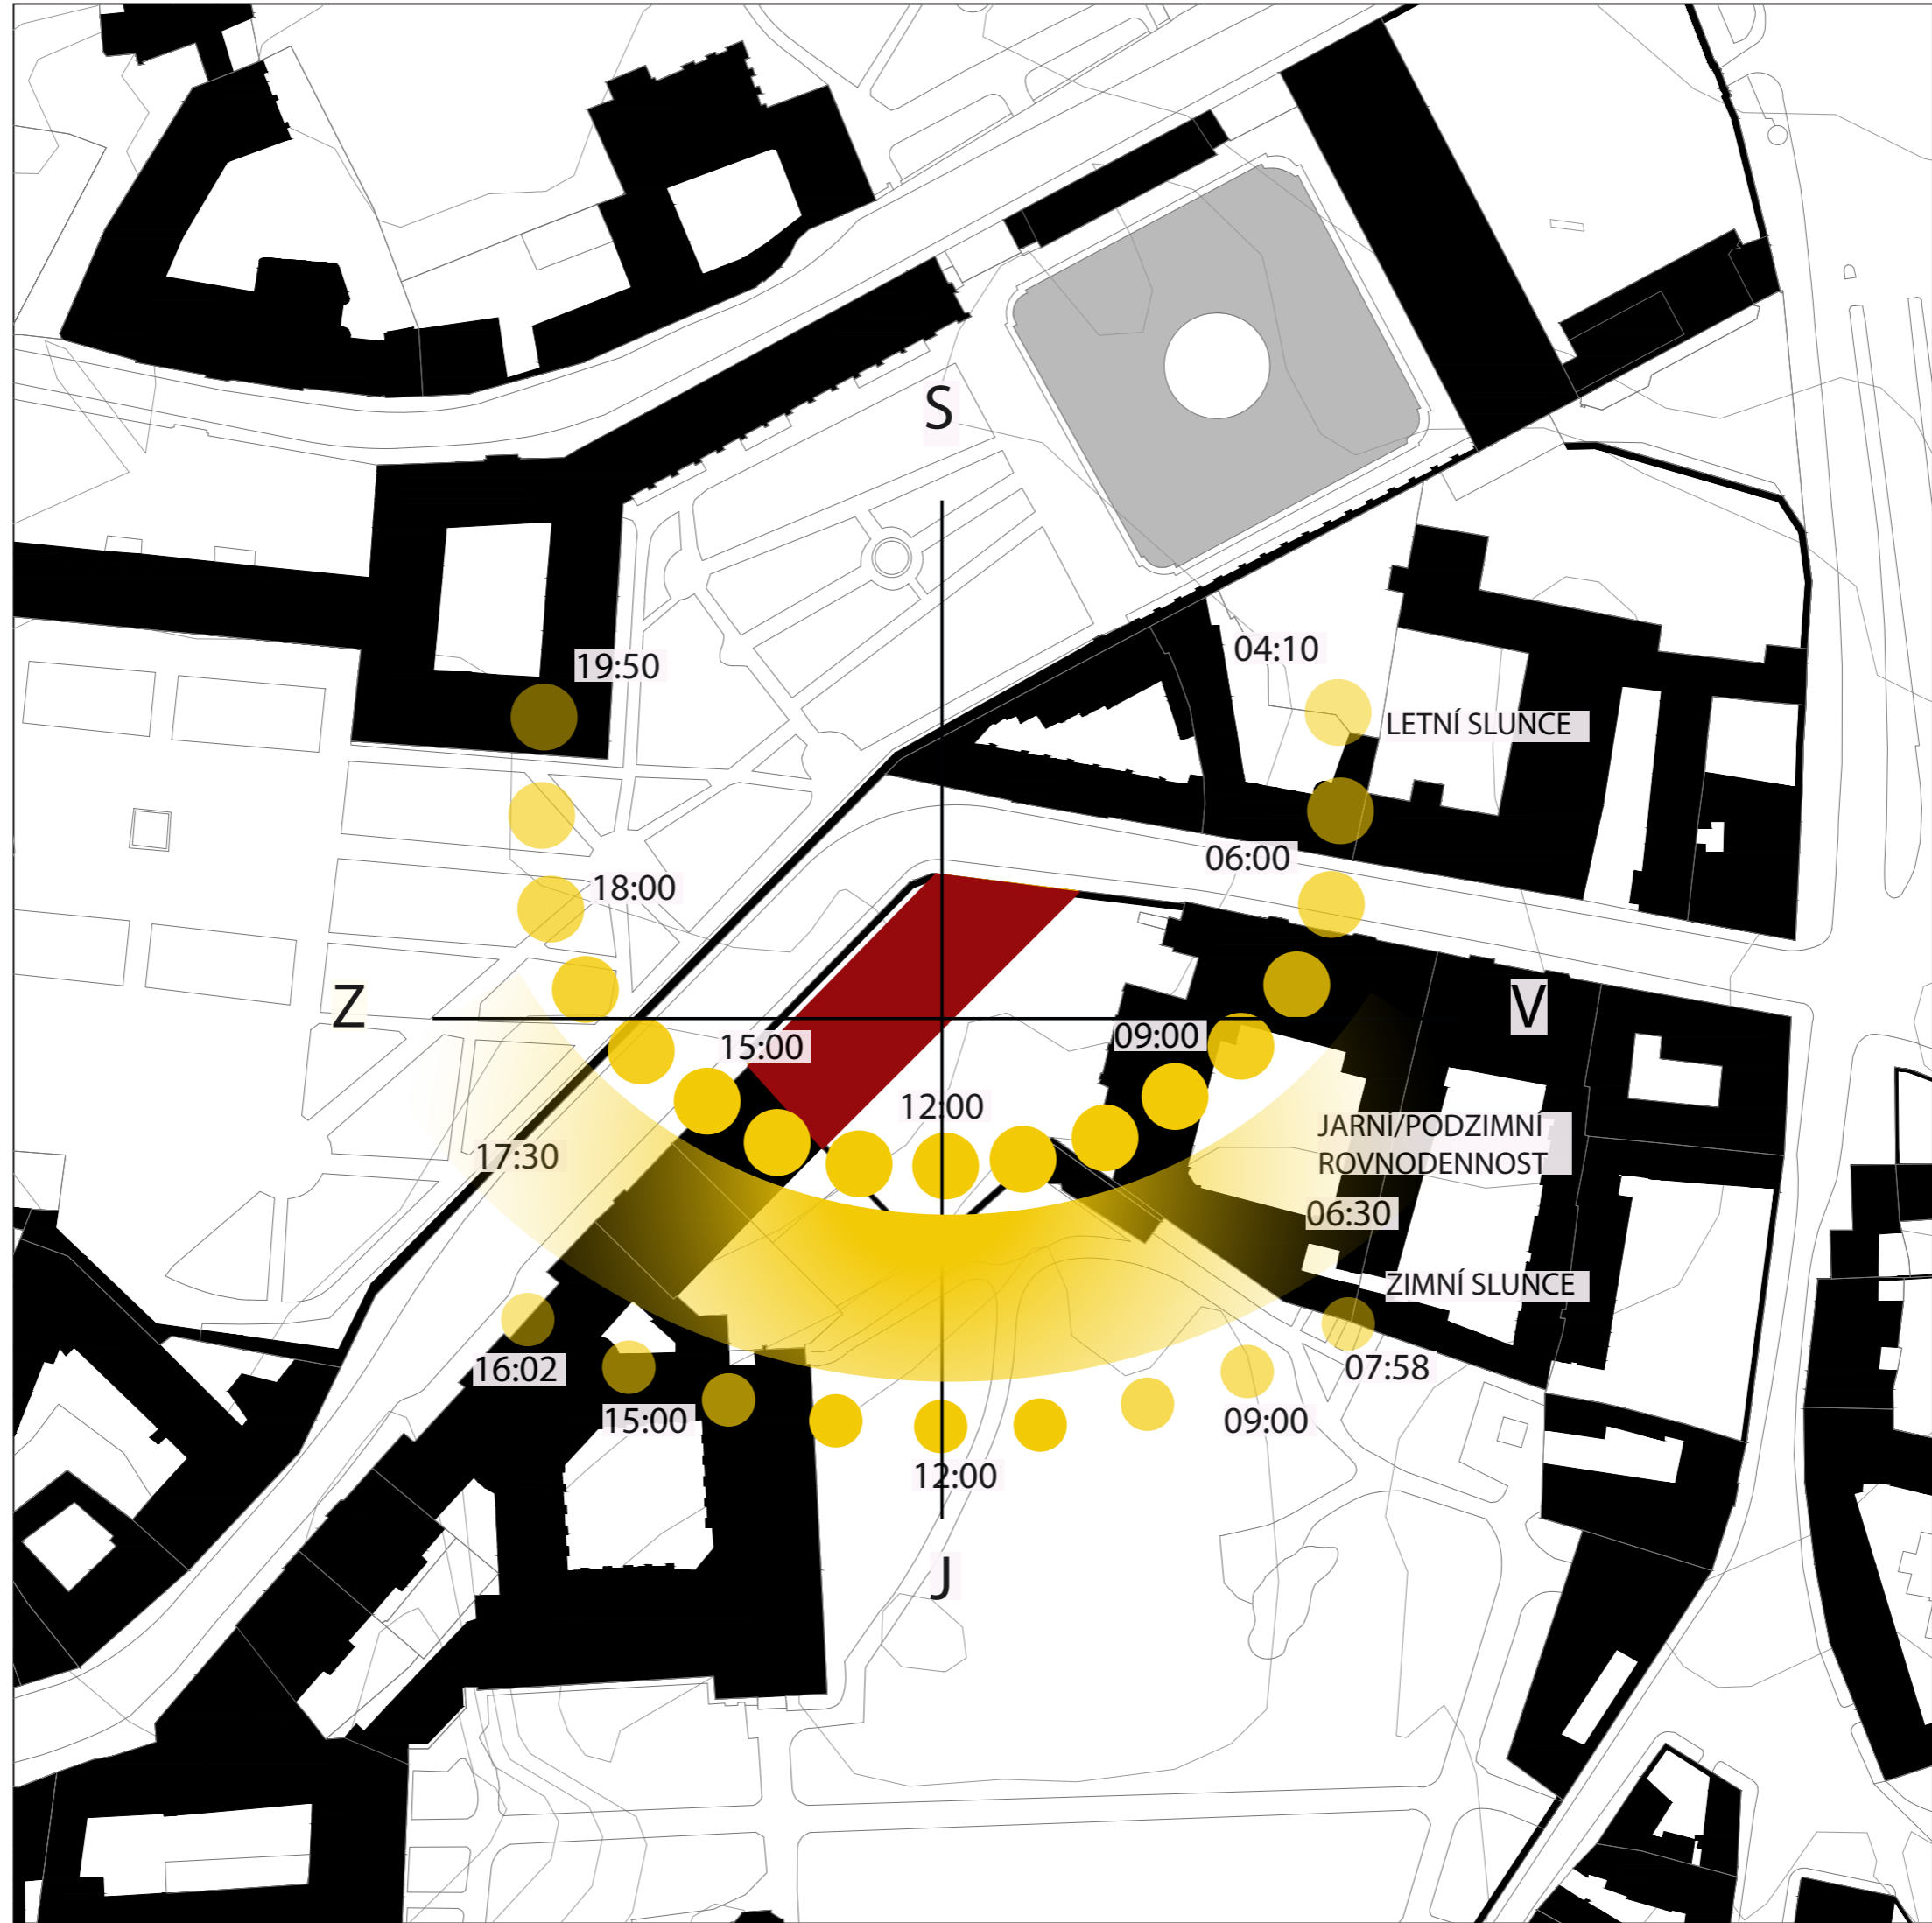 S
04:10
19:50
LETNÍ SLUNCE
06:00
18:00
Z
V
15:00
09:00
12:00
JARNÍ/PODZIMNÍ
ROVNODENNOST
17:30
06:30
ZIMNÍ SLUNCE
16:02
07:58
15:00
09:00
12:00
J